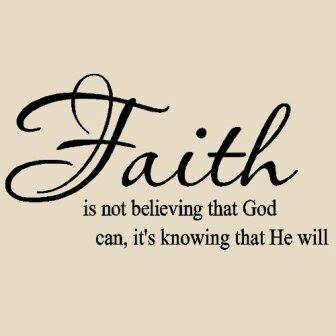 Faith
is not believing that God
can, it's knowing that He will